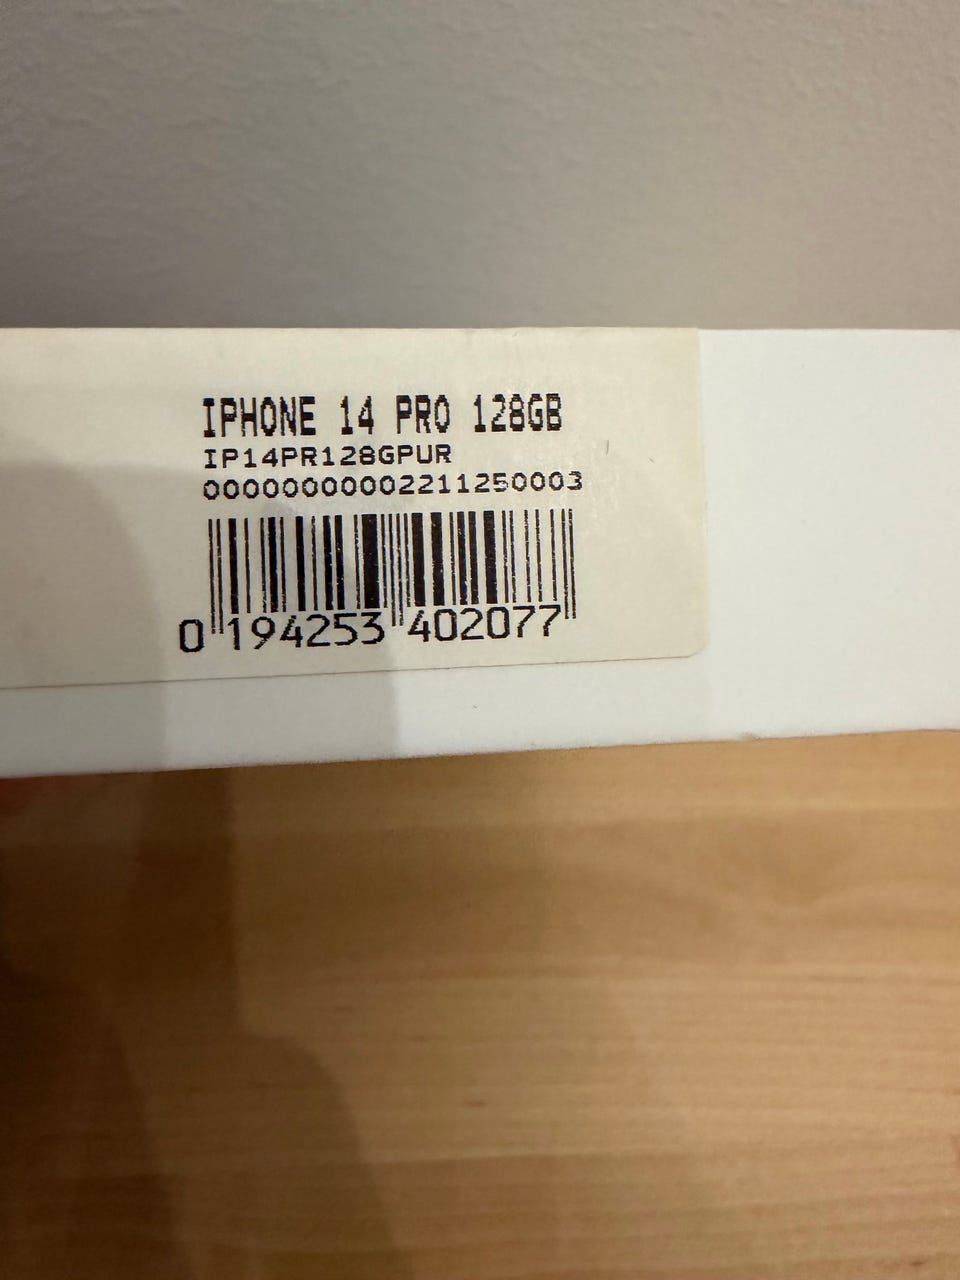 IPHONE 14 PRO 128GB
IP14PR128GPUR
00000000002211250003
0 194253 402077